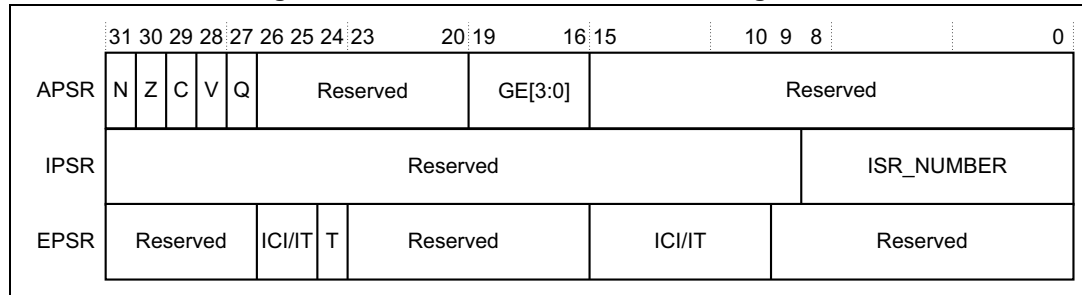 31 30 29 28 27 26 25 24 23 20 19 16 15 10 9 8 0
APSR N Z C V Q Reserved GE[3:0] Reserved
IPSR Reserved ISR_NUMBER
EPSR Reserved ICI/IT T Reserved ICI/IT Reserved